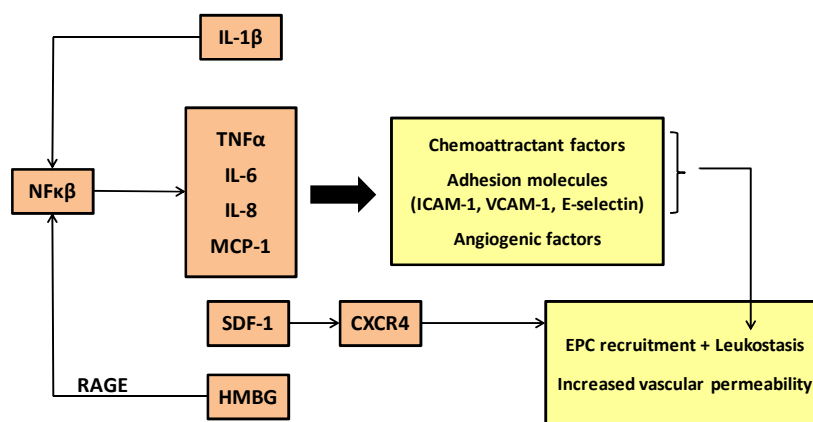 IL-1β
TNFα
IL-6
IL-8
MCP-1
NFκβ
Chemoattractant factors
Adhesion molecules
(ICAM-1, VCAM-1, E-selectin)
Angiogenic factors
SDF-1
CXCR4
EPC recruitment + Leukostasis
Increased vascular permeability
RAGE
HMBG